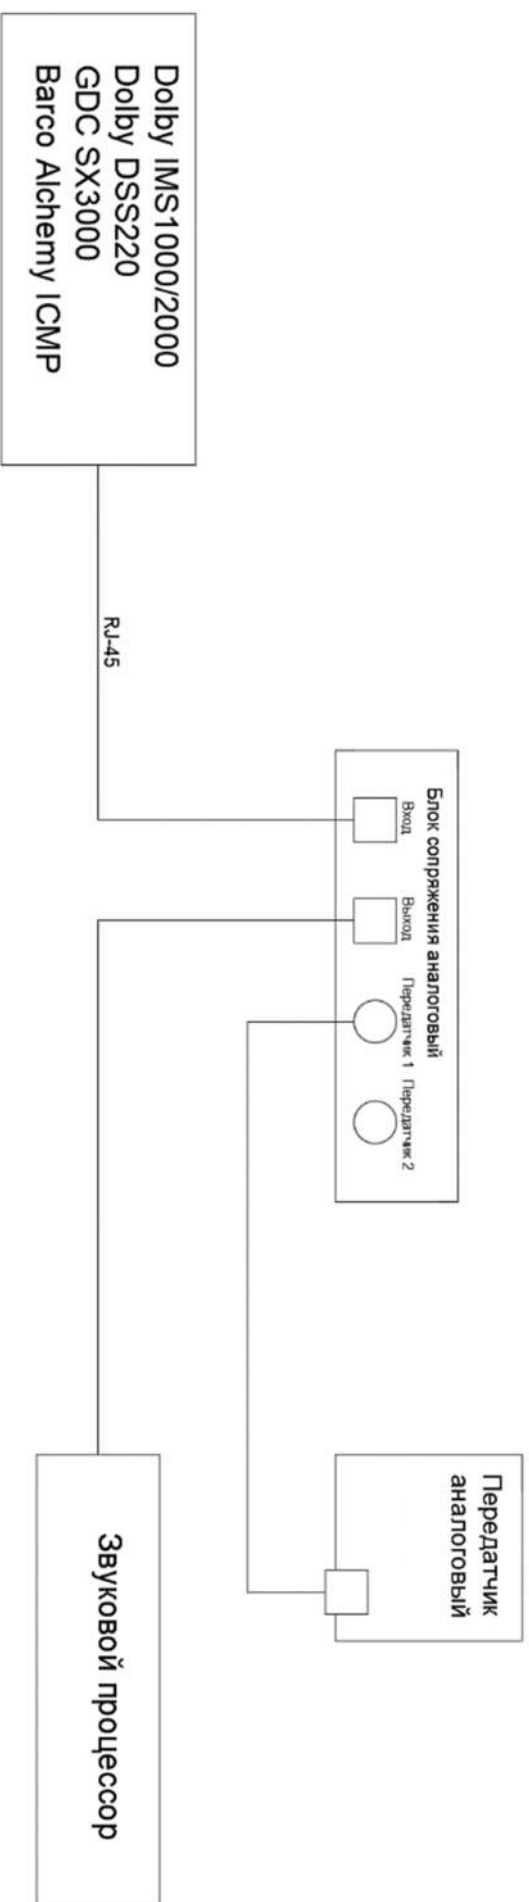 Dolby IMS1000/2000
Dolby DSS220
GDC SX3000
Barco Alchemy ICMP
RJ-45
Блок сопряжения аналоговый
Вход
Выход
Передатчик 1
Передатчик 2
Передатчик
аналоговый
Звуковой процессор